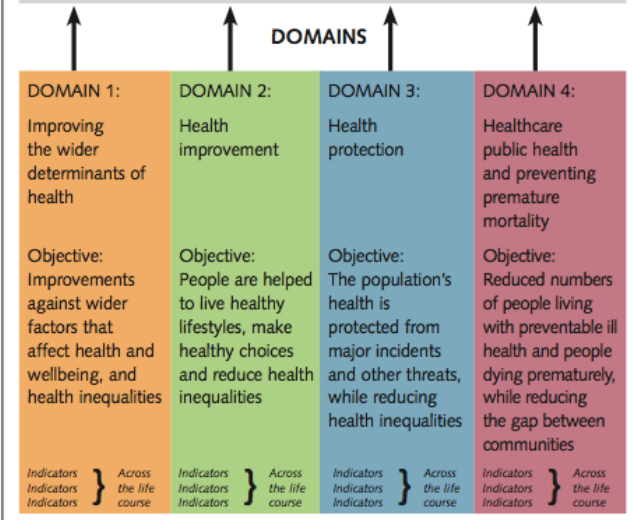 DOMAINS
DOMAIN 1:
Improving
the wider
determinants of
health
Objective:
Improvements
against wider
factors that
affect health and
wellbeing, and
health inequalities
Indicators
Indicators
Indicators
} Across
the life
course
DOMAIN 2:
Health
improvement
Objective:
People are helped
to live healthy
lifestyles, make
healthy choices
and reduce health
inequalities
Indicators
Indicators
Indicators
} Across
the life
course
DOMAIN 3:
Health
protection
Objective:
The population’s
health is
protected from
major incidents
and other threats,
while reducing
health inequalities
Indicators
Indicators
Indicators
} Across
the life
course
DOMAIN 4:
Healthcare
public health
and preventing
premature
mortality
Objective:
Reduced numbers
of people living
with preventable ill
health and people
dying prematurely,
while reducing
the gap between
communities
Indicators
Indicators
Indicators
} Across
the life
course